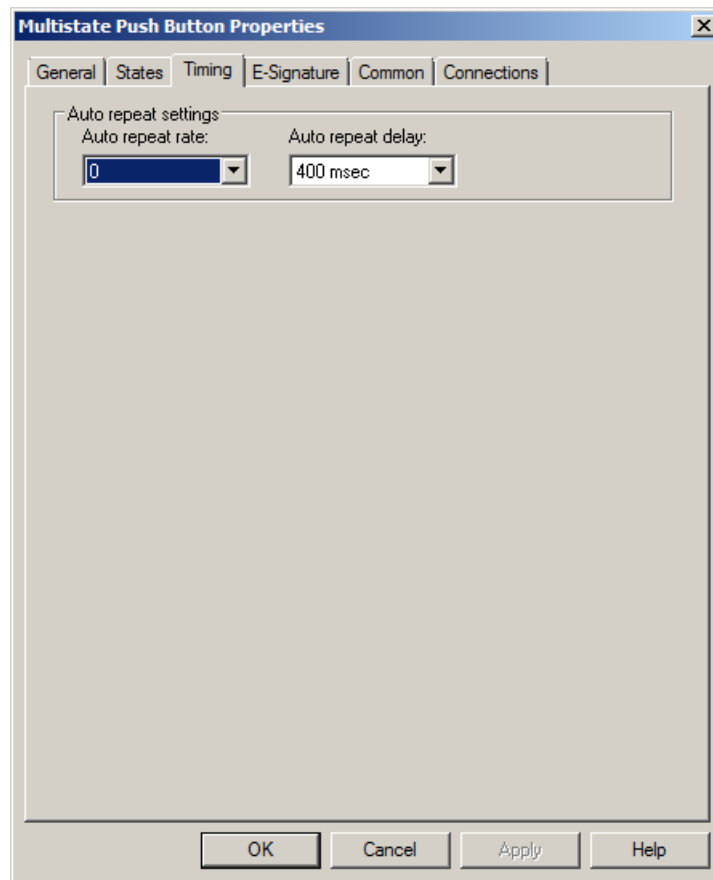 Multistate Push Button Properties
General States Timing E-Signature Common Connections
Auto repeat settings
Auto repeat rate: Auto repeat delay:
0 400 msec
OK Cancel Apply Help